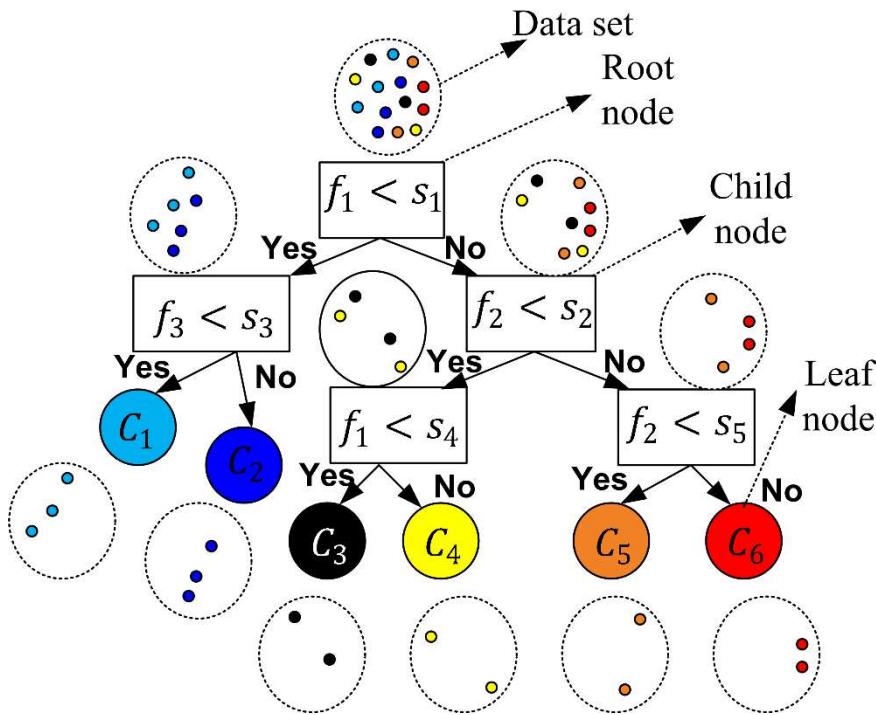 Data set
Root
node
f₁ < s₁
Child
node
Yes
No
f₃ < s₃
f₂ < s₂
Yes
No
Yes
No
Leaf
node
C₁
C₂
f₁ < s₄
f₂ < s₅
Yes
No
Yes
No
C₃
C₄
C₅
C₆